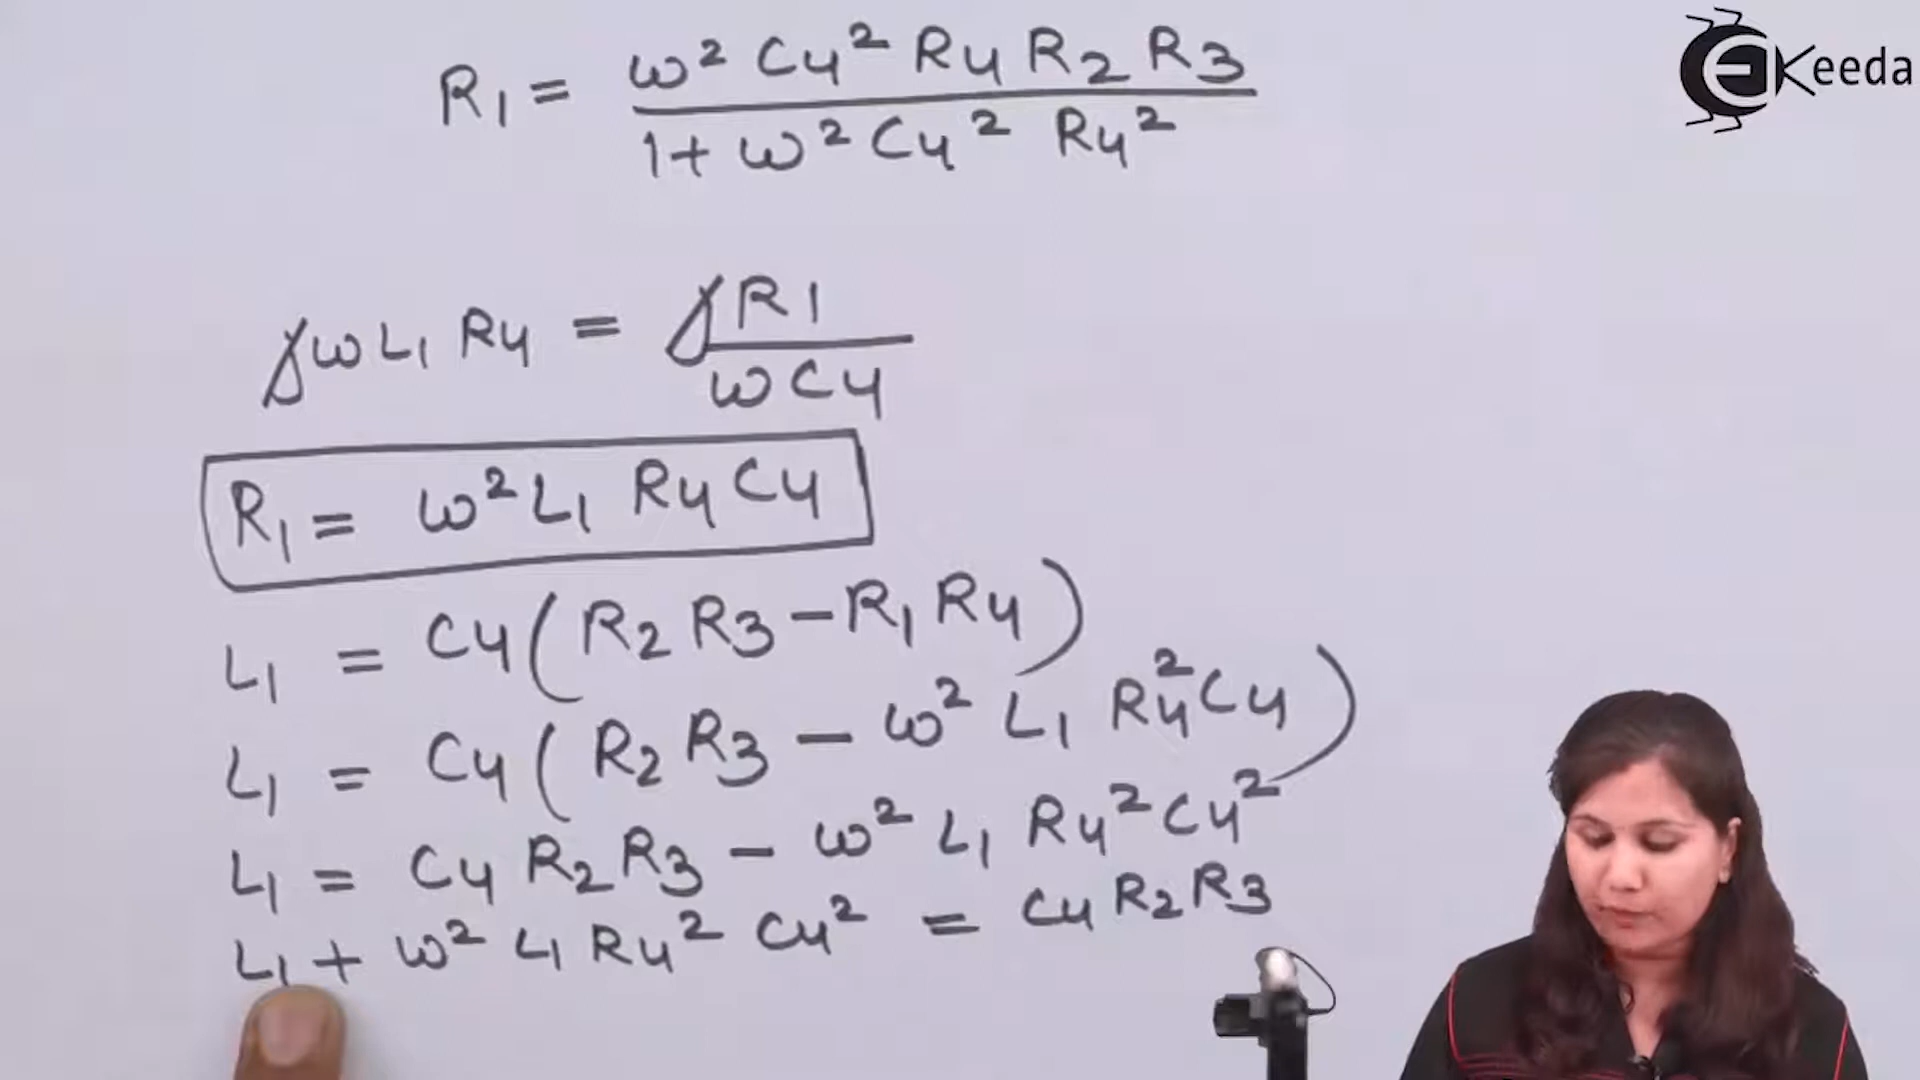 EKeeda
R₁ = ω² C₄² R₄ R₂ R₃ / 1 + ω² C₄² R₄²
jωL₁ R₄ = jR₁ / ωC₄
R₁ = ω² L₁ R₄ C₄
L₁ = C₄ (R₂ R₃ − R₁ R₄)
L₁ = C₄ (R₂ R₃ − ω² L₁ R₄² C₄)
L₁ = C₄ R₂ R₃ − ω² L₁ R₄² C₄²
L₁ + ω² L₁ R₄² C₄² = C₄ R₂ R₃